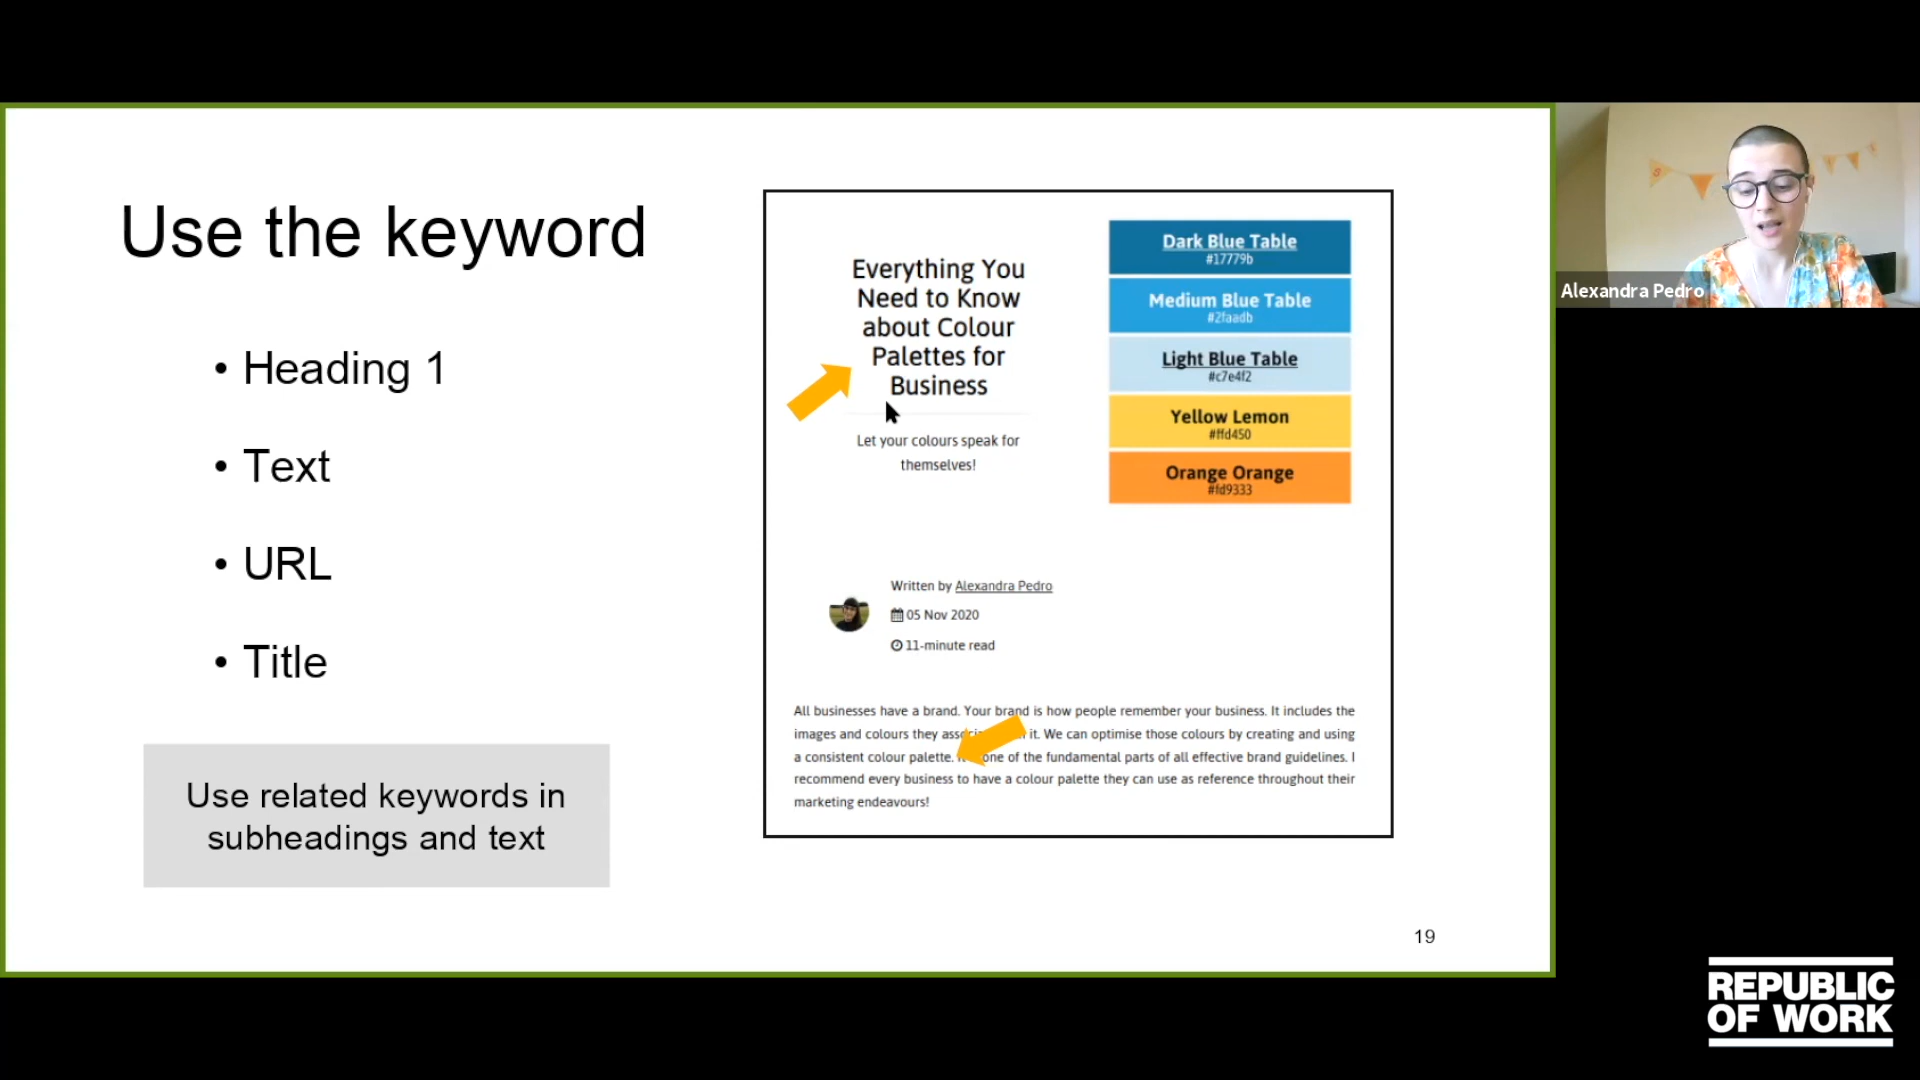 Use the keyword
• Heading 1
• Text
• URL
• Title
Use related keywords in
subheadings and text
Everything You
Need to Know
about Colour
Palettes for
Business
Let your colours speak for
themselves!
Dark Blue Table
#17779b
Medium Blue Table
#2faadb
Light Blue Table
#c7e4f2
Yellow Lemon
#ffd450
Orange Orange
#fd9333
Written by Alexandra Pedro
05 Nov 2020
11-minute read
All businesses have a brand. Your brand is how people remember your business. It includes the
images and colours they it. We can optimise those colours by creating and using
a consistent colour palette. one of the fundamental parts of all effective brand guidelines. I
recommend every business to have a colour palette they can use as reference throughout their
marketing endeavours!
19
Alexandra Pedro
REPUBLIC
OF WORK